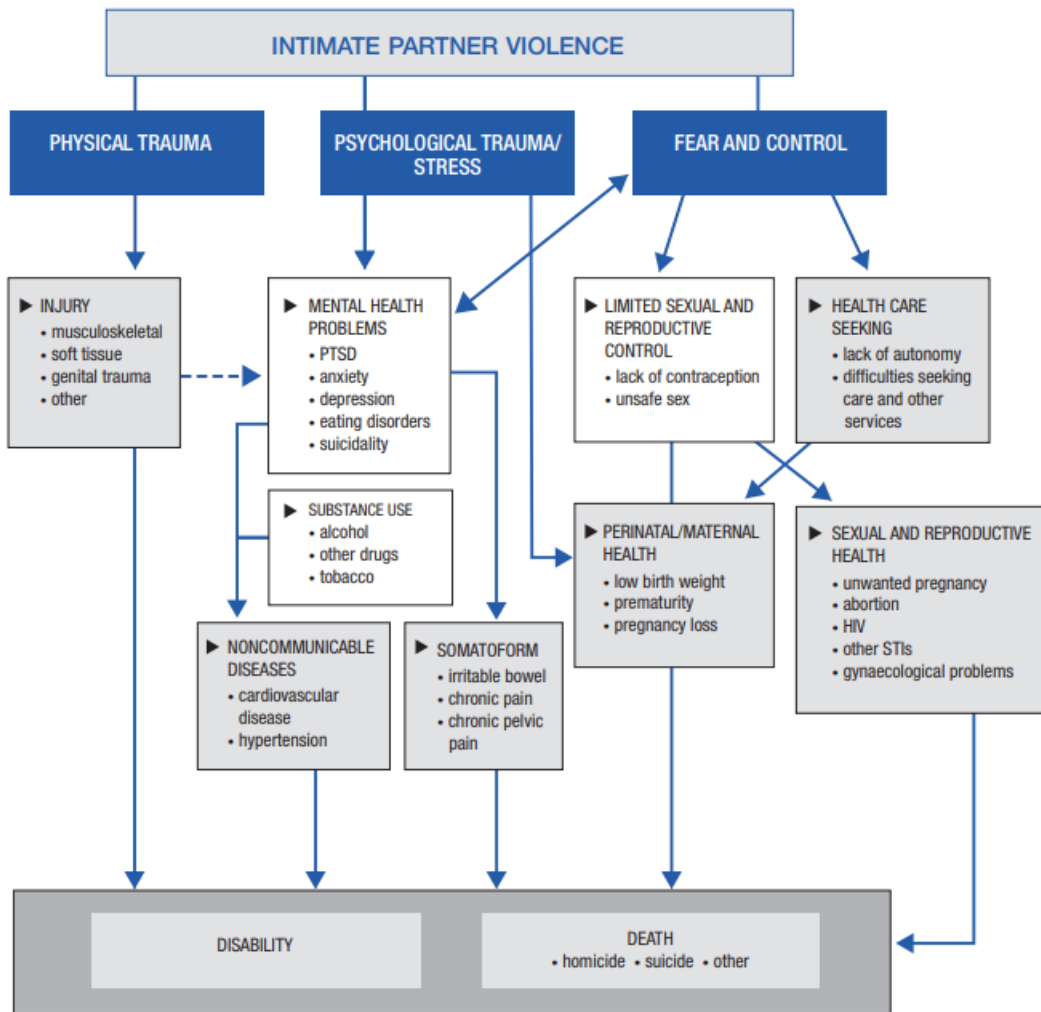 INTIMATE PARTNER VIOLENCE
PHYSICAL TRAUMA
PSYCHOLOGICAL TRAUMA/
STRESS
FEAR AND CONTROL
▶ INJURY
• musculoskeletal
• soft tissue
• genital trauma
• other
▶ MENTAL HEALTH
PROBLEMS
• PTSD
• anxiety
• depression
• eating disorders
• suicidality
▶ LIMITED SEXUAL AND
REPRODUCTIVE
CONTROL
• lack of contraception
• unsafe sex
▶ HEALTH CARE
SEEKING
• lack of autonomy
• difficulties seeking
care and other
services
▶ SUBSTANCE USE
• alcohol
• other drugs
• tobacco
▶ PERINATAL/MATERNAL
HEALTH
• low birth weight
• prematurity
• pregnancy loss
▶ SEXUAL AND REPRODUCTIVE
HEALTH
• unwanted pregnancy
• abortion
• HIV
• other STIs
• gynaecological problems
▶ NONCOMMUNICABLE
DISEASES
• cardiovascular
disease
• hypertension
▶ SOMATOFORM
• irritable bowel
• chronic pain
• chronic pelvic
pain
DISABILITY
DEATH
• homicide • suicide • other